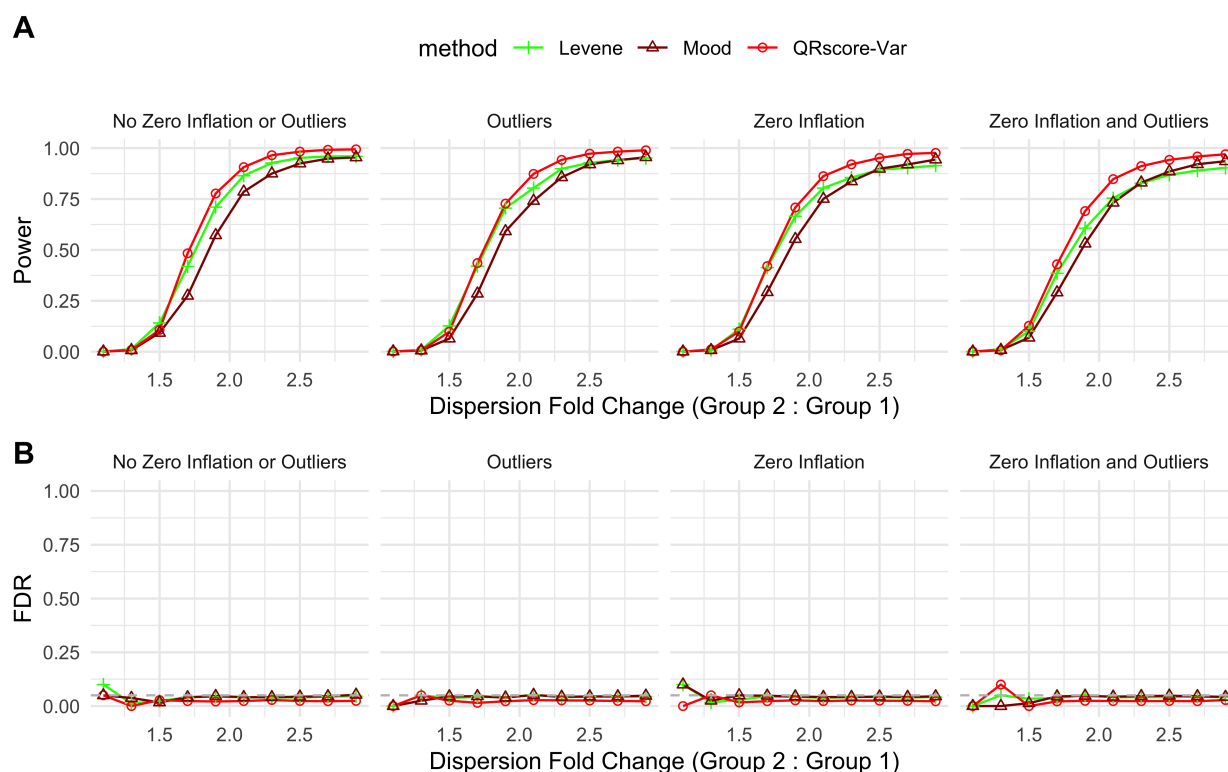 A
method Levene Mood QRscore-Var
No Zero Inflation or Outliers Outliers Zero Inflation Zero Inflation and Outliers
Power
1.00
0.75
0.50
0.25
0.00
1.5 2.0 2.5 1.5 2.0 2.5 1.5 2.0 2.5 1.5 2.0 2.5
Dispersion Fold Change (Group 2 : Group 1)
B
No Zero Inflation or Outliers Outliers Zero Inflation Zero Inflation and Outliers
FDR
1.00
0.75
0.50
0.25
0.00
1.5 2.0 2.5 1.5 2.0 2.5 1.5 2.0 2.5 1.5 2.0 2.5
Dispersion Fold Change (Group 2 : Group 1)